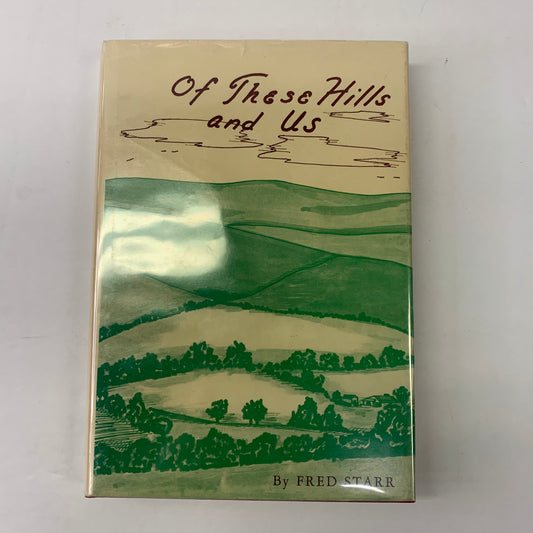 Of These Hills
and Us
By FRED STARR